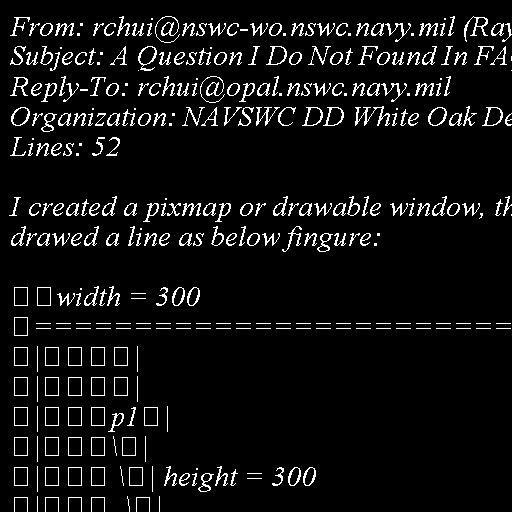 From: rchui@nswc-wo.nswc.navy.mil (Ray
Subject: A Question I Do Not Found In FA
Reply-To: rchui@opal.nswc.navy.mil
Organization: NAVSWC DD White Oak De
Lines: 52

I created a pixmap or drawable window, th
drawed a line as below fingure:

□□width = 300
□========================
□|□□□□|
□|□□□□|
□|□□□p1□|
□|□□□\□|
□|□□□ \□| height = 300
□|□□□  \□|